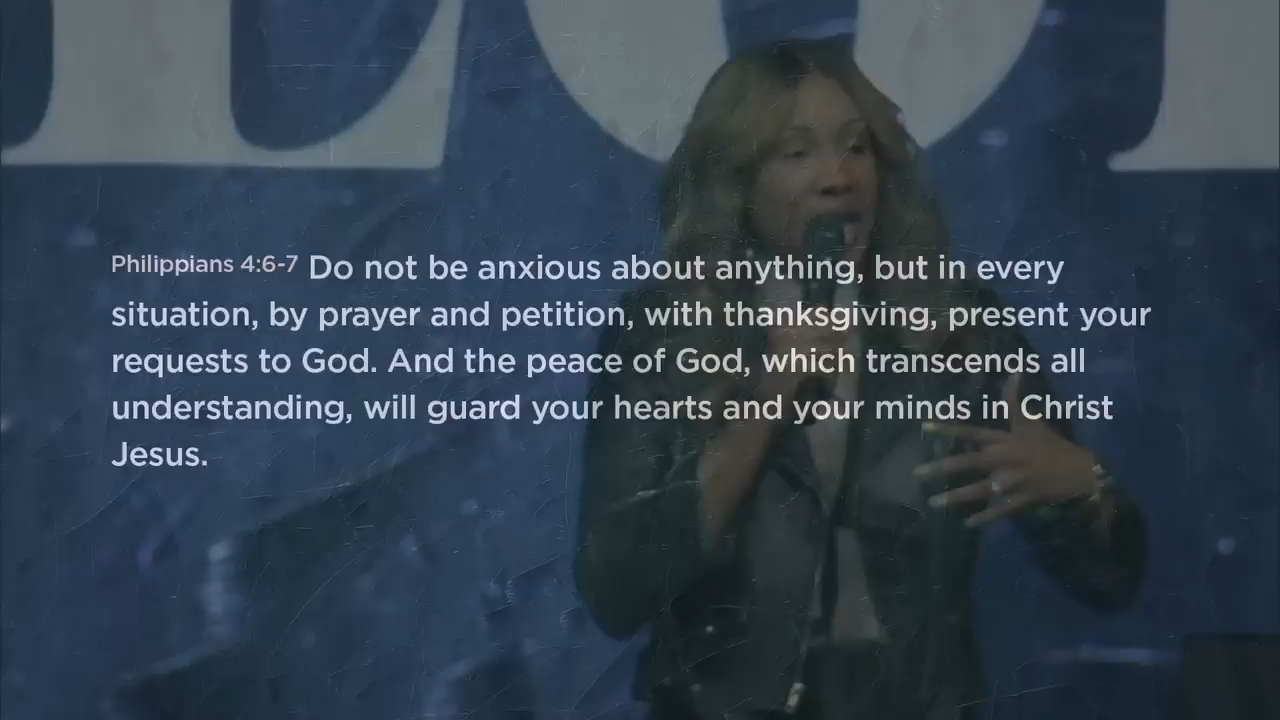 Philippians 4:6-7 Do not be anxious about anything, but in every
situation, by prayer and petition, with thanksgiving, present your
requests to God. And the peace of God, which transcends all
understanding, will guard your hearts and your minds in Christ
Jesus.